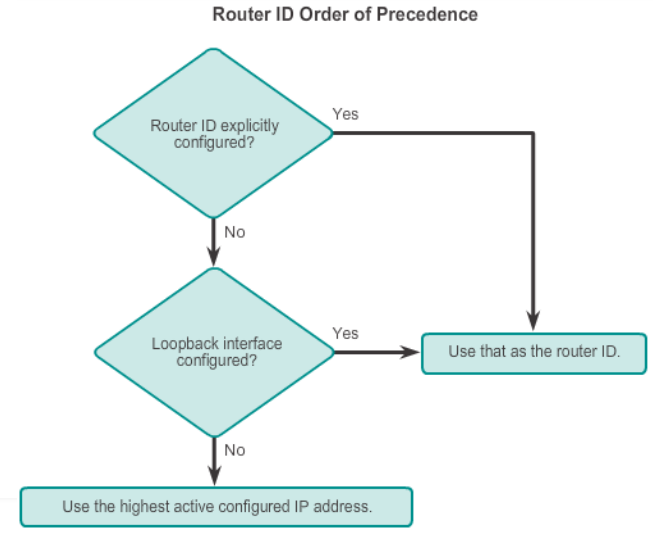 Router ID Order of Precedence
Yes
Router ID explicitly
configured?
No
Yes
Loopback interface
configured?
Use that as the router ID.
No
Use the highest active configured IP address.